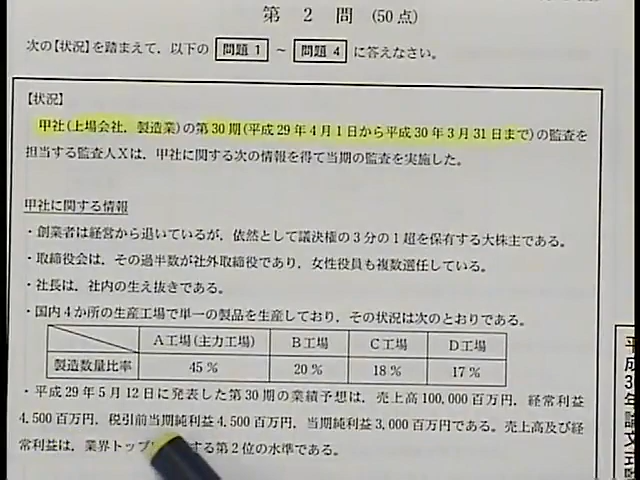 第 2 問 (50点)
次の【状況】を踏まえて，以下の 問題 1 ～ 問題 4 に答えなさい。
【状況】
甲社(上場会社，製造業)の第30期(平成29年4月1日から平成30年3月31日まで)の監査を
担当する監査人Xは，甲社に関する次の情報を得て当期の監査を実施した。
甲社に関する情報
・創業者は経営から退いているが，依然として議決権の3分の1超を保有する大株主である。
・取締役会は，その過半数が社外取締役であり，女性役員も複数選任している。
・社長は，社内の生え抜きである。
・国内4か所の生産工場で単一の製品を生産しており，その状況は次のとおりである。
A工場(主力工場) B工場 C工場 D工場
製造数量比率 45% 20% 18% 17%
・平成29年5月12日に発表した第30期の業績予想は，売上高100,000百万円，経常利益
4,500百万円，税引前当期純利益4,500百万円，当期純利益3,000百万円である。売上高及び経
常利益は，業界トップ する第2位の水準である。
平成30年論文式